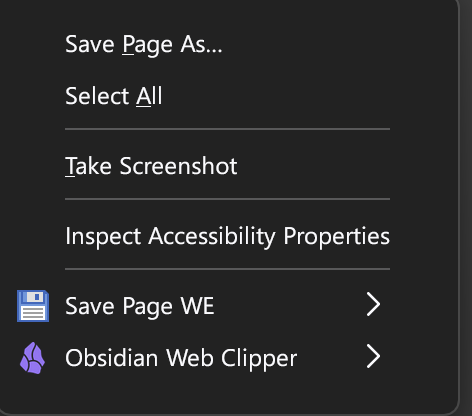 Save Page As...
Select All
Take Screenshot
Inspect Accessibility Properties
Save Page WE
Obsidian Web Clipper